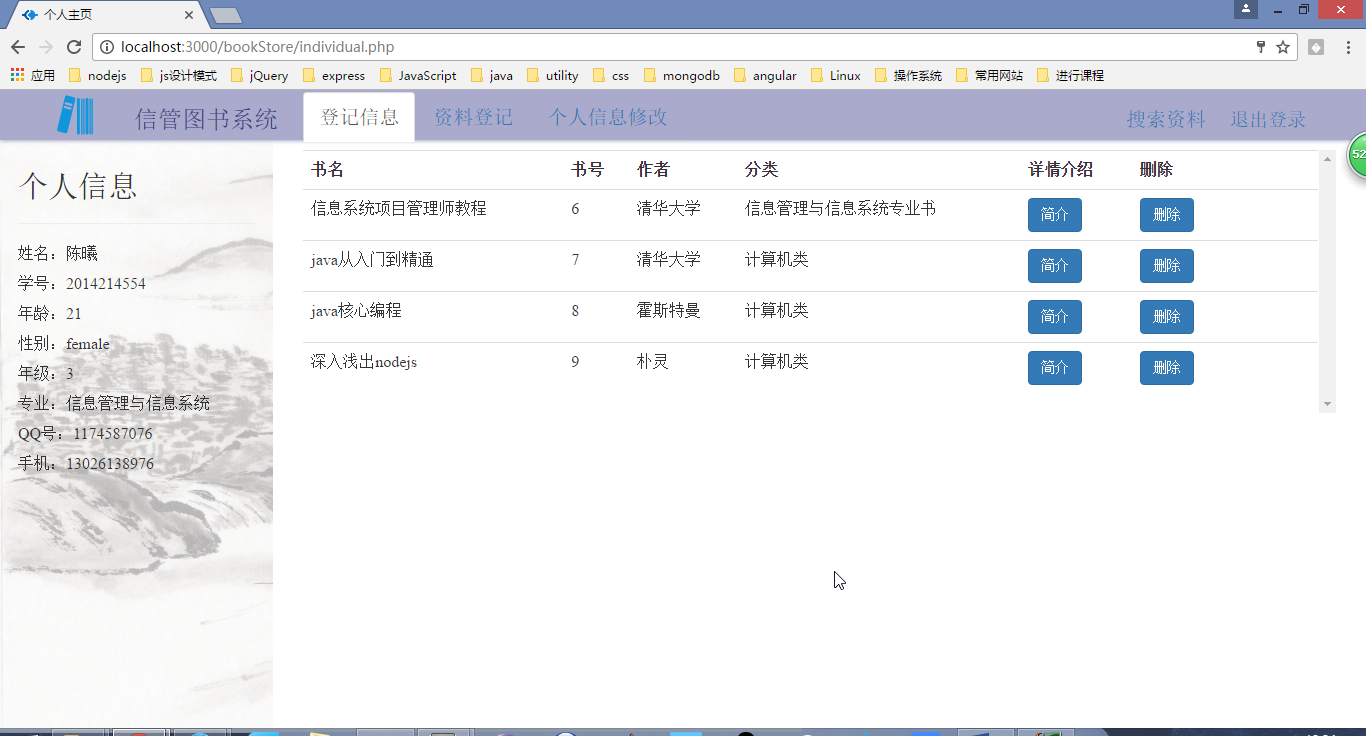 个人主页
localhost:3000/bookStore/individual.php
应用 nodejs js设计模式 jQuery express JavaScript java utility css mongodb angular Linux 操作系统 常用网站 进行课程
信管图书系统 登记信息 资料登记 个人信息修改 搜索资料 退出登录
52
个人信息
姓名：陈曦
学号：2014214554
年龄：21
性别：female
年级：3
专业：信息管理与信息系统
QQ号：1174587076
手机：13026138976
书名 书号 作者 分类 详情介绍 删除
信息系统项目管理师教程 6 清华大学 信息管理与信息系统专业书 简介 删除
java从入门到精通 7 清华大学 计算机类 简介 删除
java核心编程 8 霍斯特曼 计算机类 简介 删除
深入浅出nodejs 9 朴灵 计算机类 简介 删除